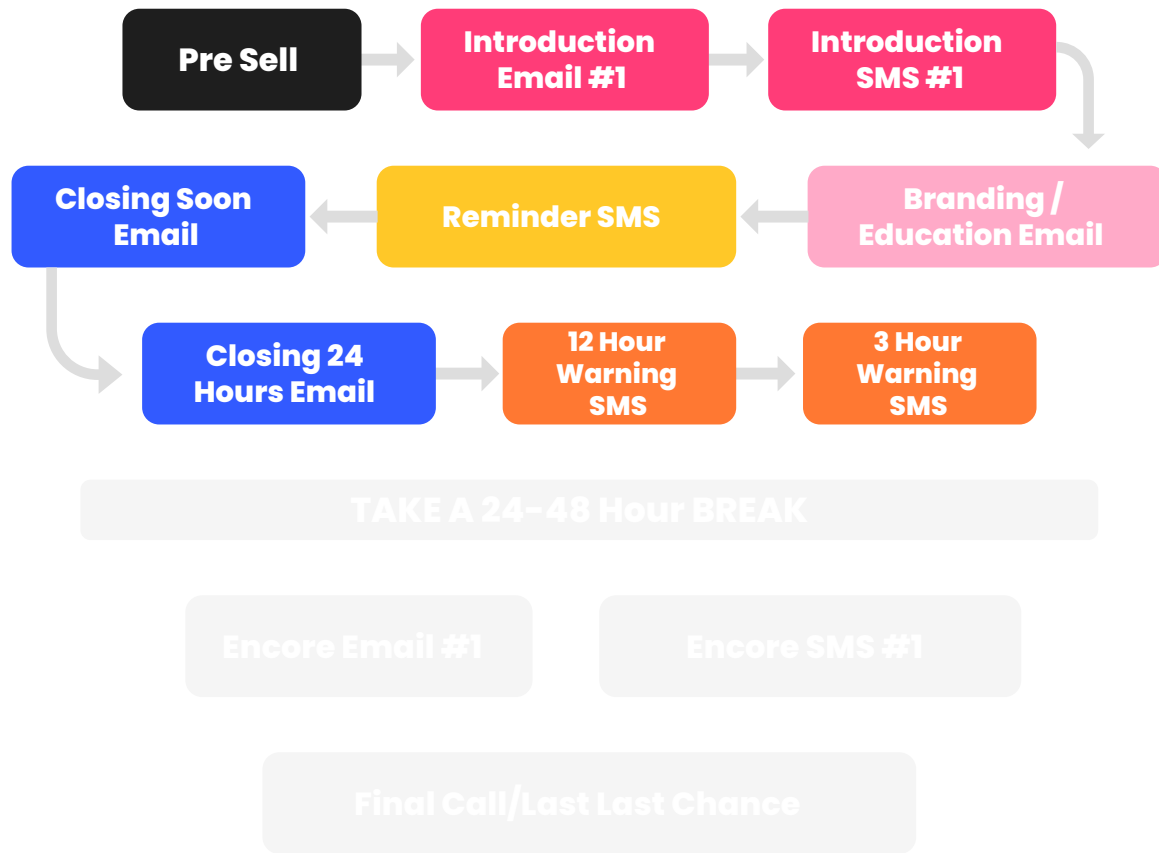 Pre Sell
Introduction
Email #1
Introduction
SMS #1
Branding /
Education Email
Reminder SMS
Closing Soon
Email
Closing 24
Hours Email
12 Hour
Warning
SMS
3 Hour
Warning
SMS
TAKE A 24-48 Hour BREAK
Encore Email #1
Encore SMS #1
Final Call/Last Last Chance